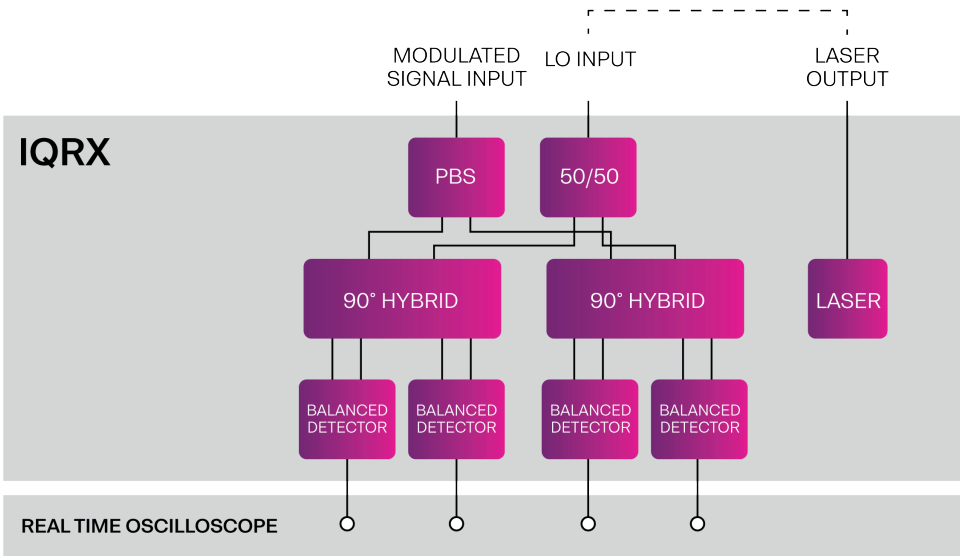 MODULATED
SIGNAL INPUT
LO INPUT
LASER
OUTPUT
IQRX
PBS
50/50
90° HYBRID
90° HYBRID
LASER
BALANCED
DETECTOR
BALANCED
DETECTOR
BALANCED
DETECTOR
BALANCED
DETECTOR
REAL TIME OSCILLOSCOPE